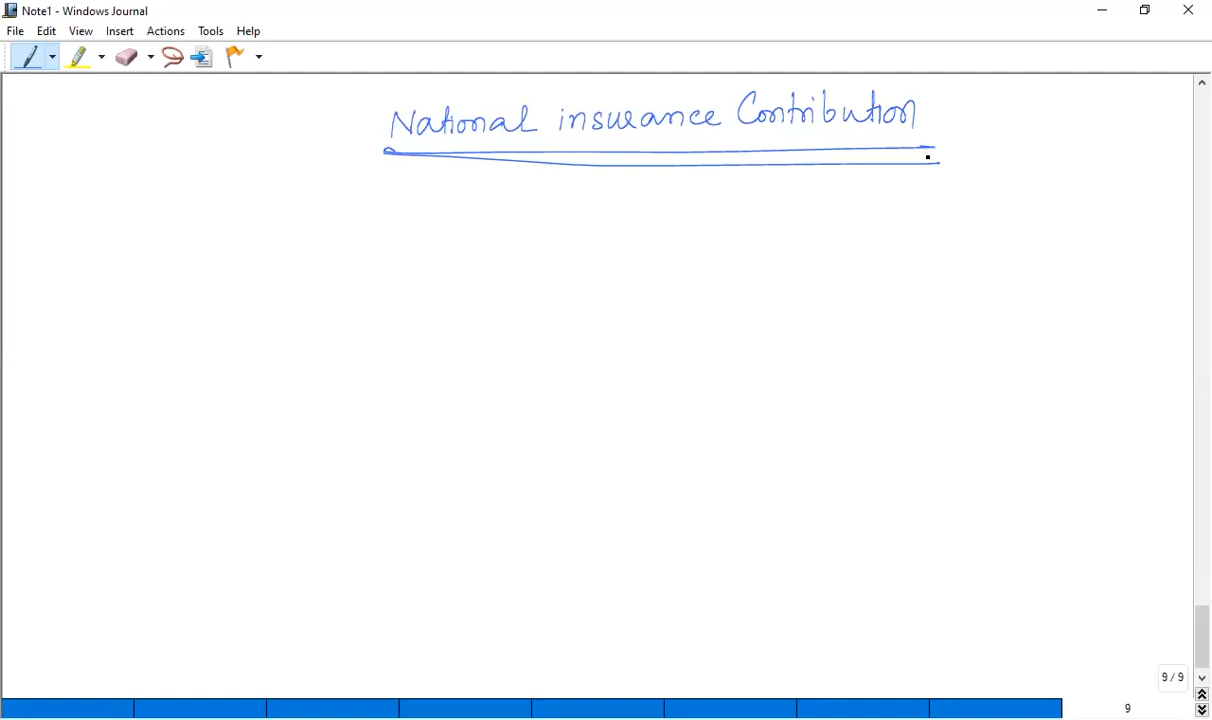 Note1 - Windows Journal
File Edit View Insert Actions Tools Help
National insurance Contribution
9 / 9
9